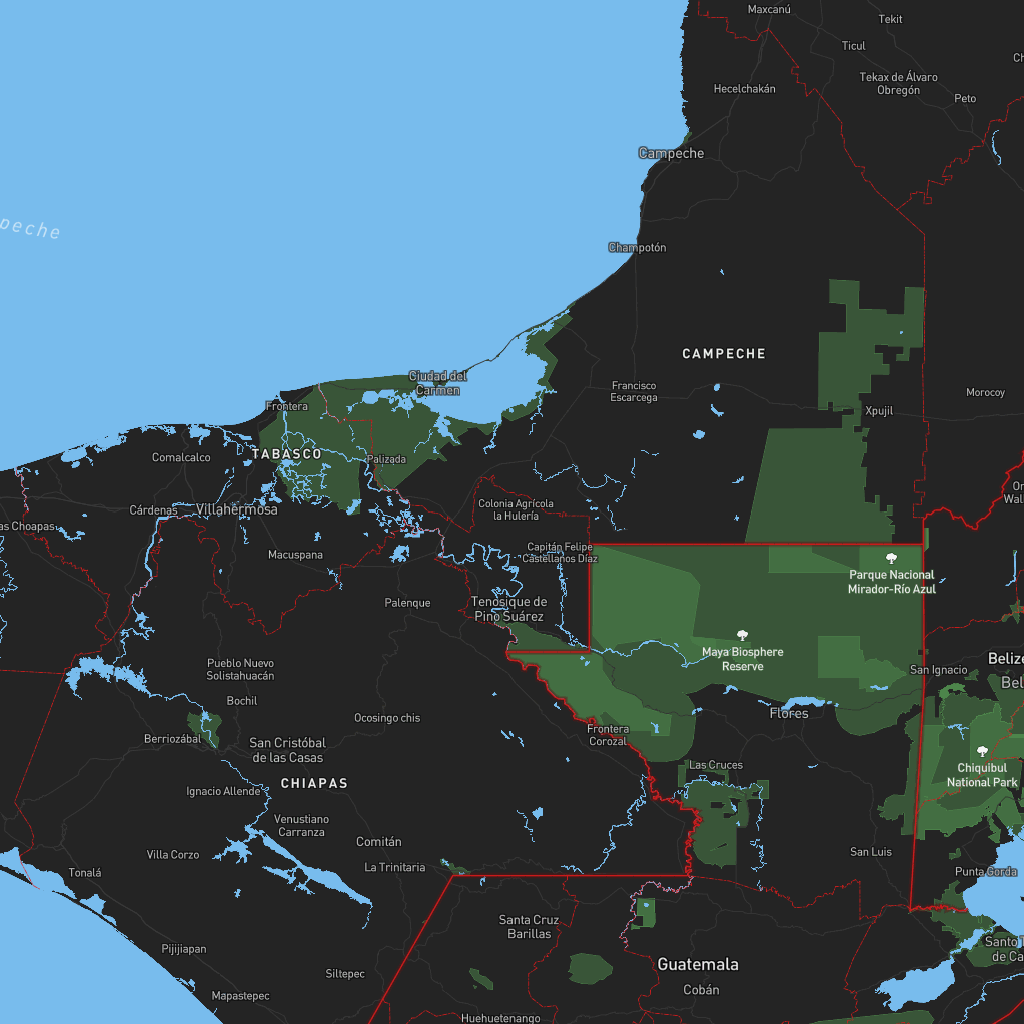 Maxcanú
Tekit
Ticul
Tekax de Álvaro
Obregón
Hecelchakán
Peto
Campeche
peche
Champotón
CAMPECHE
Ciudad del
Carmen
Francisco
Escarcega
Morocoy
Frontera
Xpujil
TABASCO
Comalcalco
Palizada
Cárdenas
Villahermosa
Colonia Agrícola
la Hulería
as Choapas
Macuspana
Capitán Felipe
Castellanos Díaz
Parque Nacional
Mirador-Río Azul
Palenque
Tenosique de
Pino Suárez
Maya Biosphere
Reserve
Pueblo Nuevo
Solistahuacán
San Ignacio
Belize
Bel
Bochil
Ocosingo chis
Flores
Berriozábal
San Cristóbal
de las Casas
Frontera
Corozal
Las Cruces
Chiquibul
National Park
CHIAPAS
Ignacio Allende
Venustiano
Carranza
Comitán
Villa Corzo
La Trinitaria
San Luis
Tonalá
Punta Gorda
Santa Cruz
Barillas
Pijijiapan
Santo T
de Ca
Siltepec
Guatemala
Cobán
Mapastepec
Huehuetenango